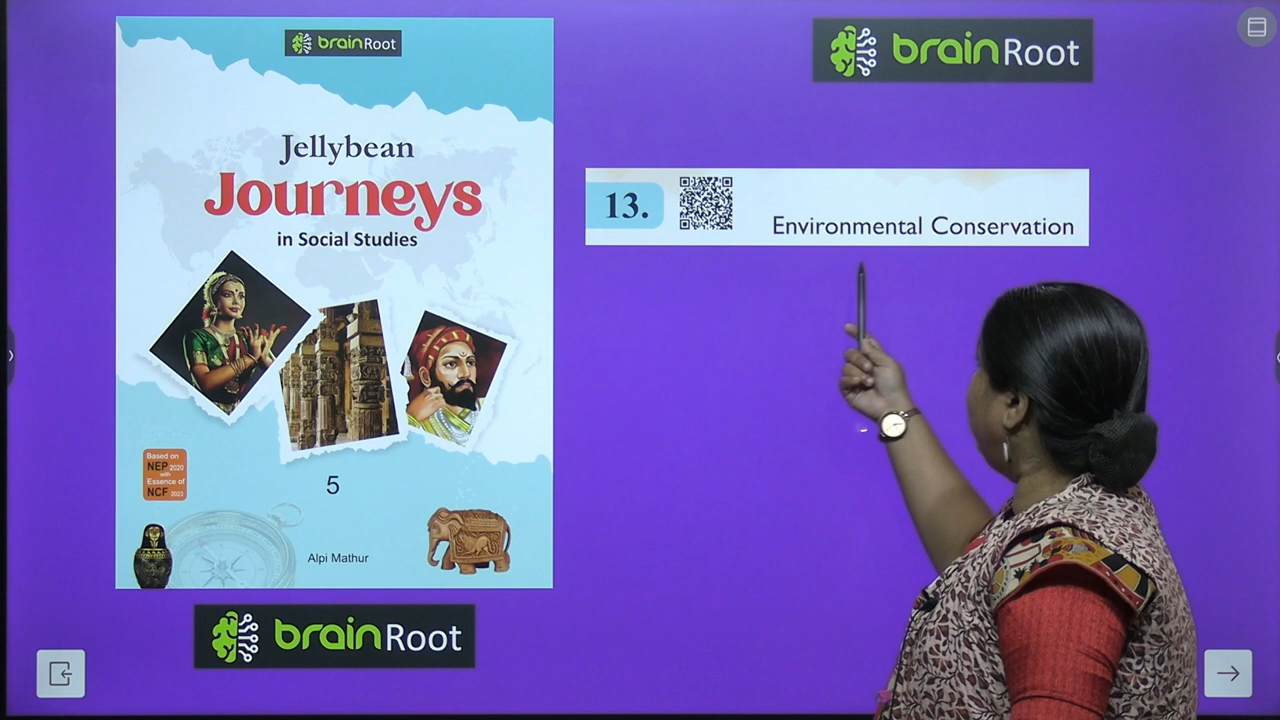 brainRoot
Jellybean
Journeys
in Social Studies
Based on
NEP 2020
with
Essence of
NCF 2023
5
Alpi Mathur
brainRoot
brainRoot
13.
Environmental Conservation